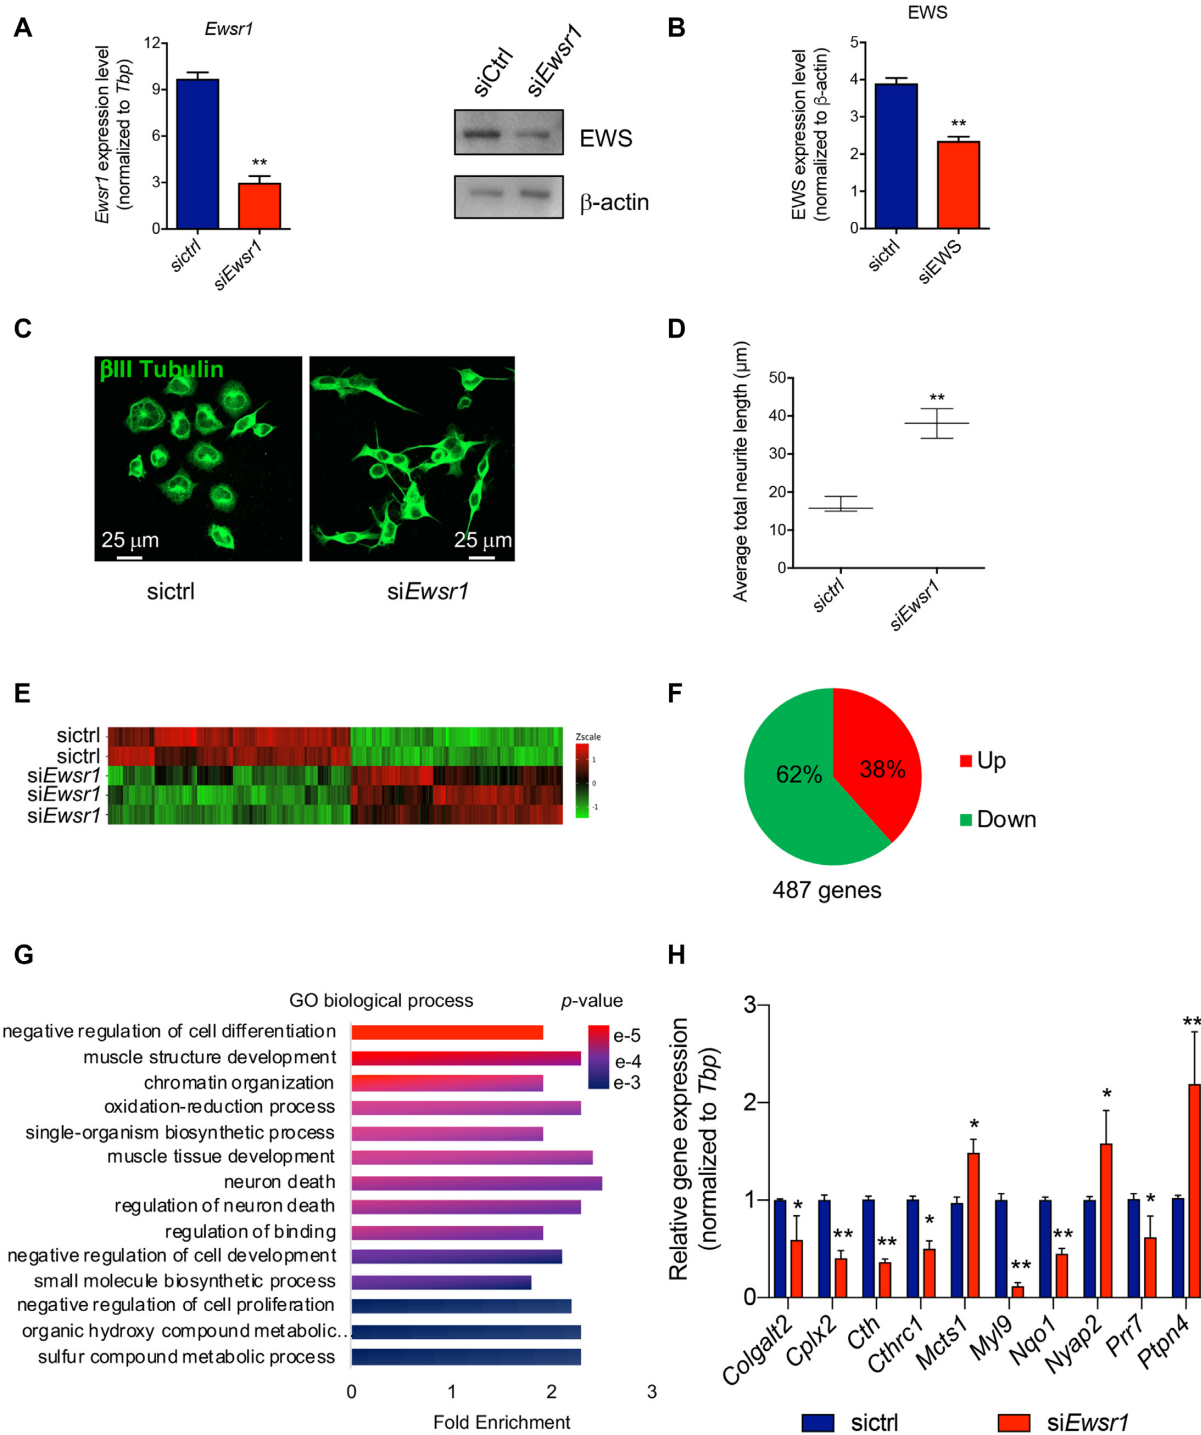 A
Ewsr1
Ewsr1 expression level
(normalized to Tbp)
12
9
6
3
0
**
sictrl
siEwsr1
siCtrl
siEwsr1
EWS
β-actin
B
EWS
EWS expression level
(normalized to β-actin)
5
4
3
2
1
0
**
sictrl
siEWS
C
βIII Tubulin
25 μm
25 μm
sictrl
siEwsr1
D
Average total neurite length (μm)
50
40
30
20
10
0
**
sictrl
siEwsr1
E
sictrl
sictrl
siEwsr1
siEwsr1
siEwsr1
Zscale
1
0
-1
F
62%
38%
Up
Down
487 genes
G
GO biological process
p-value
e-5
e-4
e-3
negative regulation of cell differentiation
muscle structure development
chromatin organization
oxidation-reduction process
single-organism biosynthetic process
muscle tissue development
neuron death
regulation of neuron death
regulation of binding
negative regulation of cell development
small molecule biosynthetic process
negative regulation of cell proliferation
organic hydroxy compound metabolic...
sulfur compound metabolic process
0 1 2 3
Fold Enrichment
H
Relative gene expression
(normalized to Tbp)
3
2
1
0
* ** ** * * ** ** * * **
Colgalt2
Cplx2
Cth
Cthrc1
Mcts1
Myl9
Nqo1
Nyap2
Prr7
Ptpn4
sictrl
siEwsr1